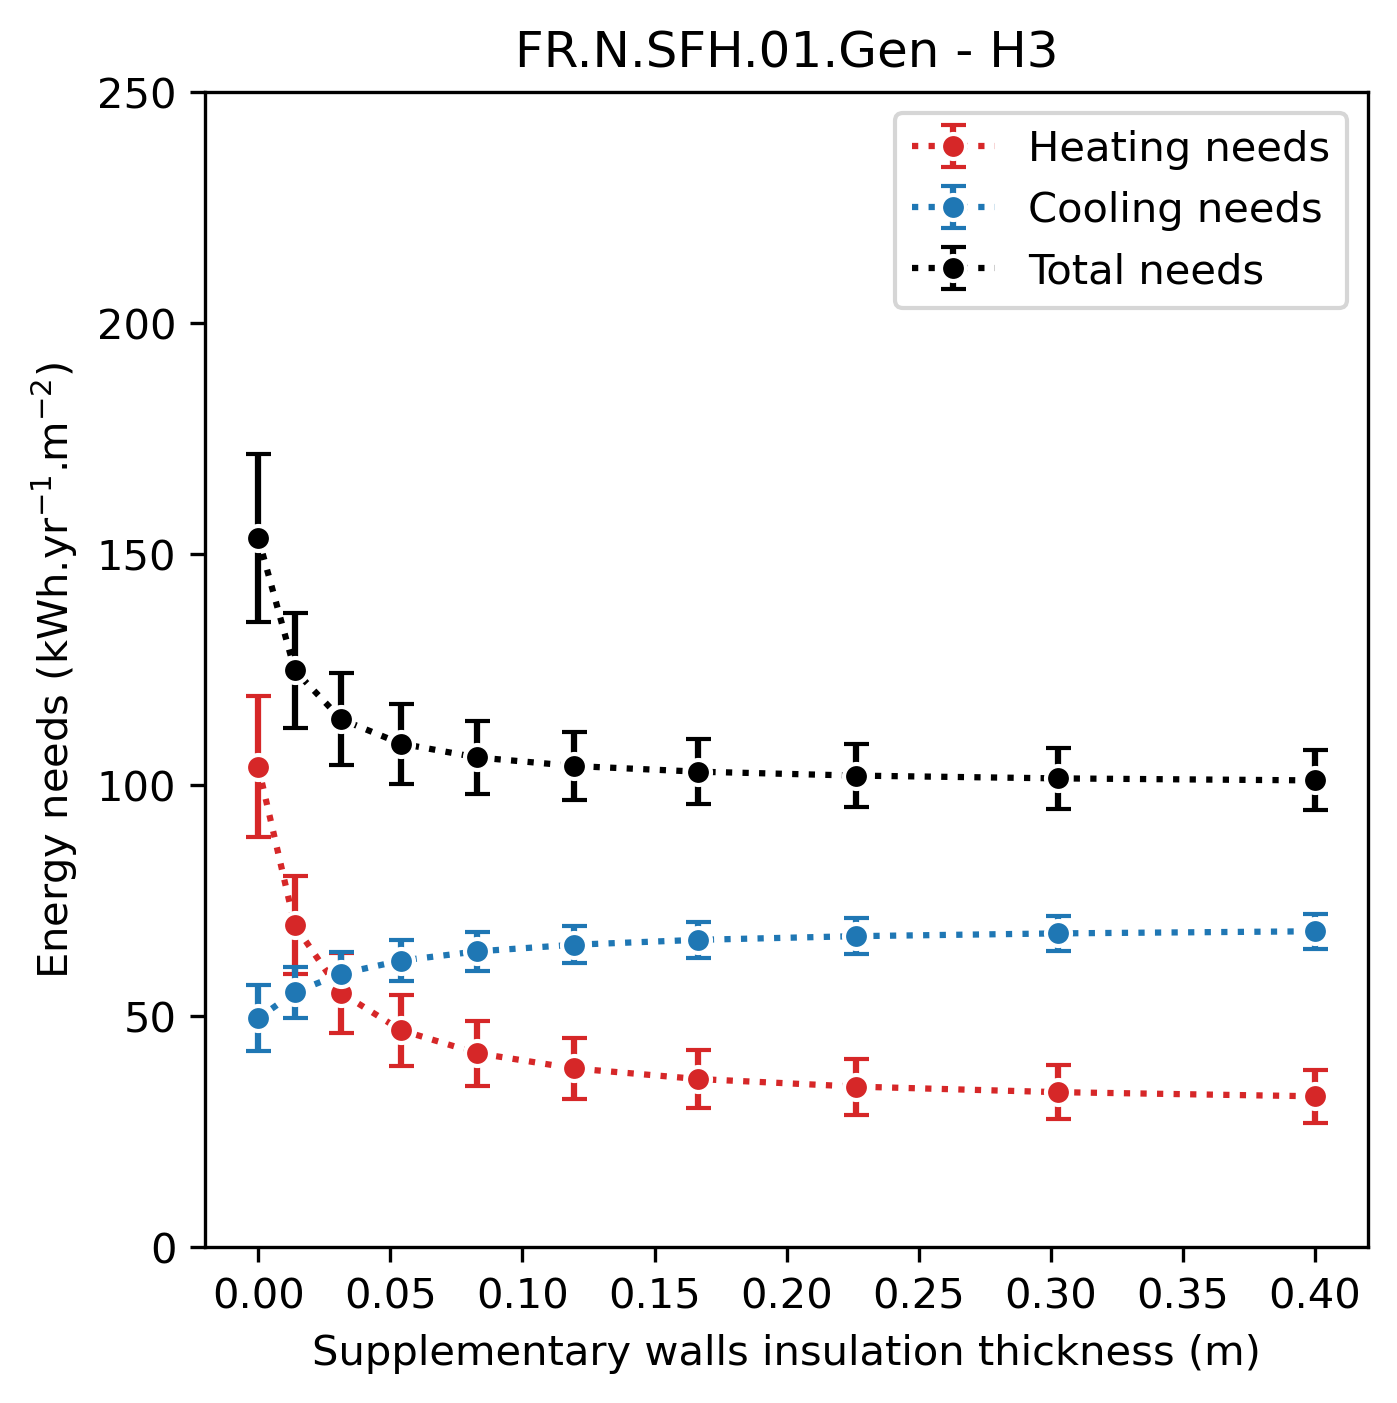 FR.N.SFH.01.Gen - H3
250
200
150
100
50
0
Energy needs (kWh.yr⁻¹.m⁻²)
Heating needs
Cooling needs
Total needs
0.00 0.05 0.10 0.15 0.20 0.25 0.30 0.35 0.40
Supplementary walls insulation thickness (m)